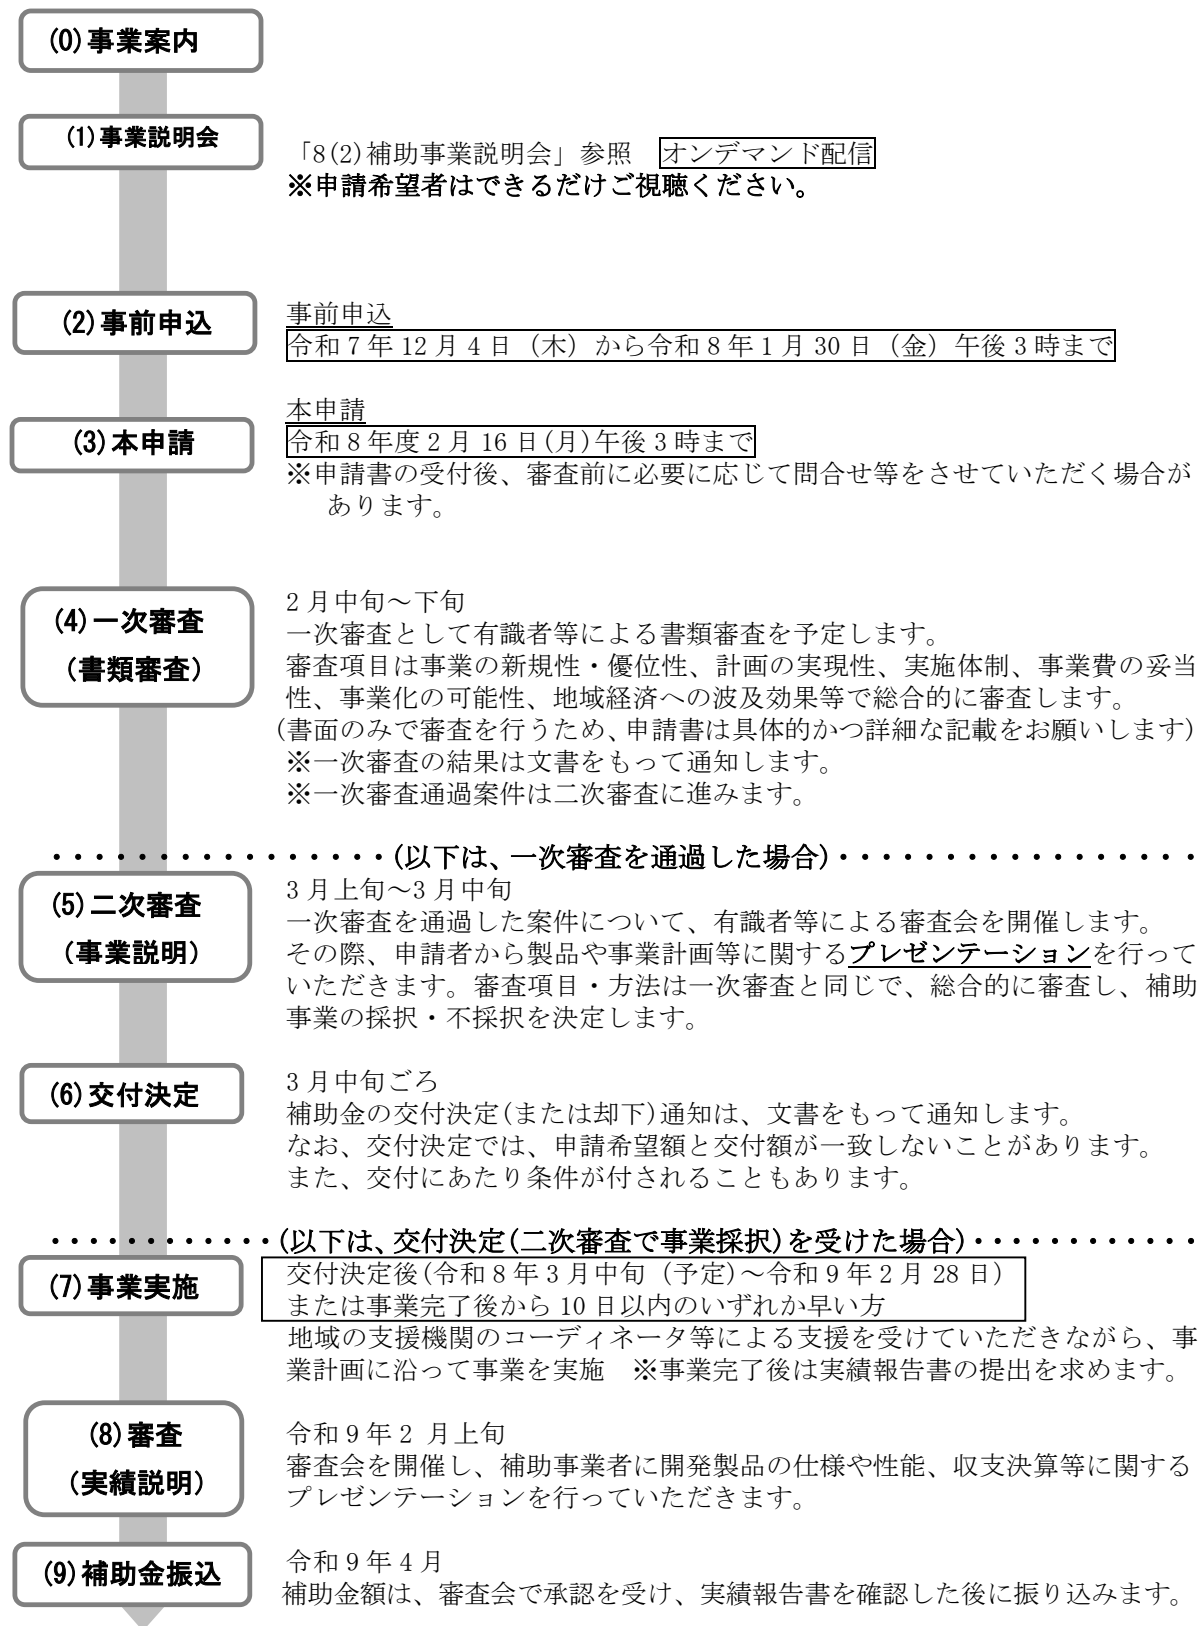 (0)事業案内
(1)事業説明会
「8(2)補助事業説明会」参照　オンデマンド配信
※申請希望者はできるだけご視聴ください。
(2)事前申込
事前申込
令和7年12月4日（木）から令和8年1月30日（金）午後3時まで
(3)本申請
本申請
令和8年度2月16日(月)午後3時まで
※申請書の受付後、審査前に必要に応じて問合せ等をさせていただく場合が
あります。
(4)一次審査
（書類審査）
2月中旬～下旬
一次審査として有識者等による書類審査を予定します。
審査項目は事業の新規性・優位性、計画の実現性、実施体制、事業費の妥当
性、事業化の可能性、地域経済への波及効果等で総合的に審査します。
(書面のみで審査を行うため、申請書は具体的かつ詳細な記載をお願いします)
※一次審査の結果は文書をもって通知します。
※一次審査通過案件は二次審査に進みます。
・・・・・・・・・・・・・・・・(以下は、一次審査を通過した場合)・・・・・・・・・・・・・・・・・
(5)二次審査
（事業説明）
3月上旬～3月中旬
一次審査を通過した案件について、有識者等による審査会を開催します。
その際、申請者から製品や事業計画等に関するプレゼンテーションを行って
いただきます。審査項目・方法は一次審査と同じで、総合的に審査し、補助
事業の採択・不採択を決定します。
(6)交付決定
3月中旬ごろ
補助金の交付決定(または却下)通知は、文書をもって通知します。
なお、交付決定では、申請希望額と交付額が一致しないことがあります。
また、交付にあたり条件が付されることもあります。
・・・・・・・・・・・(以下は、交付決定(二次審査で事業採択)を受けた場合)・・・・・・・・・・・
(7)事業実施
交付決定後(令和8年3月中旬（予定)～令和9年2月28日)
または事業完了後から10日以内のいずれか早い方
地域の支援機関のコーディネータ等による支援を受けていただきながら、事
業計画に沿って事業を実施　※事業完了後は実績報告書の提出を求めます。
(8)審査
（実績説明）
令和9年2 月上旬
審査会を開催し、補助事業者に開発製品の仕様や性能、収支決算等に関する
プレゼンテーションを行っていただきます。
(9)補助金振込
令和9年4月
補助金額は、審査会で承認を受け、実績報告書を確認した後に振り込みます。